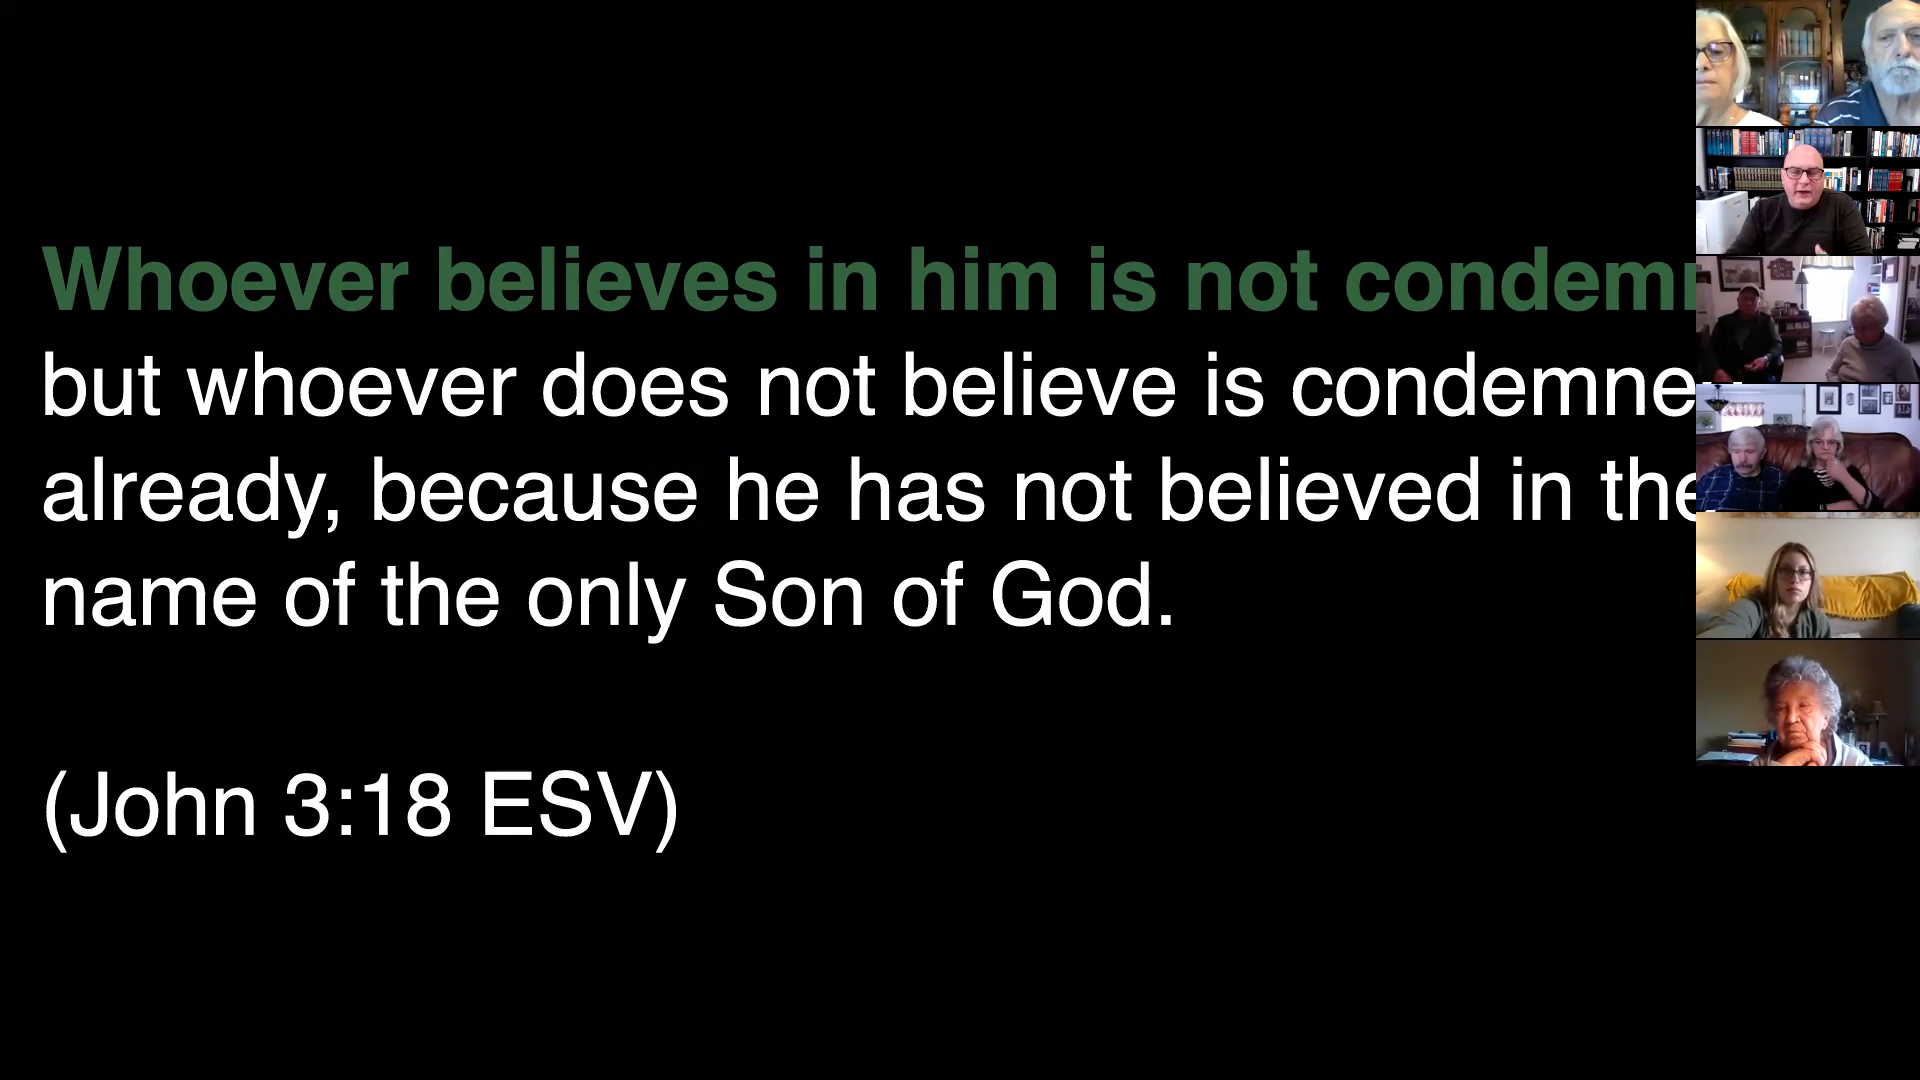 Whoever believes in him is not
but whoever does not believe is
already, because he has not believed in the
name of the only Son of God.
(John 3:18 ESV)